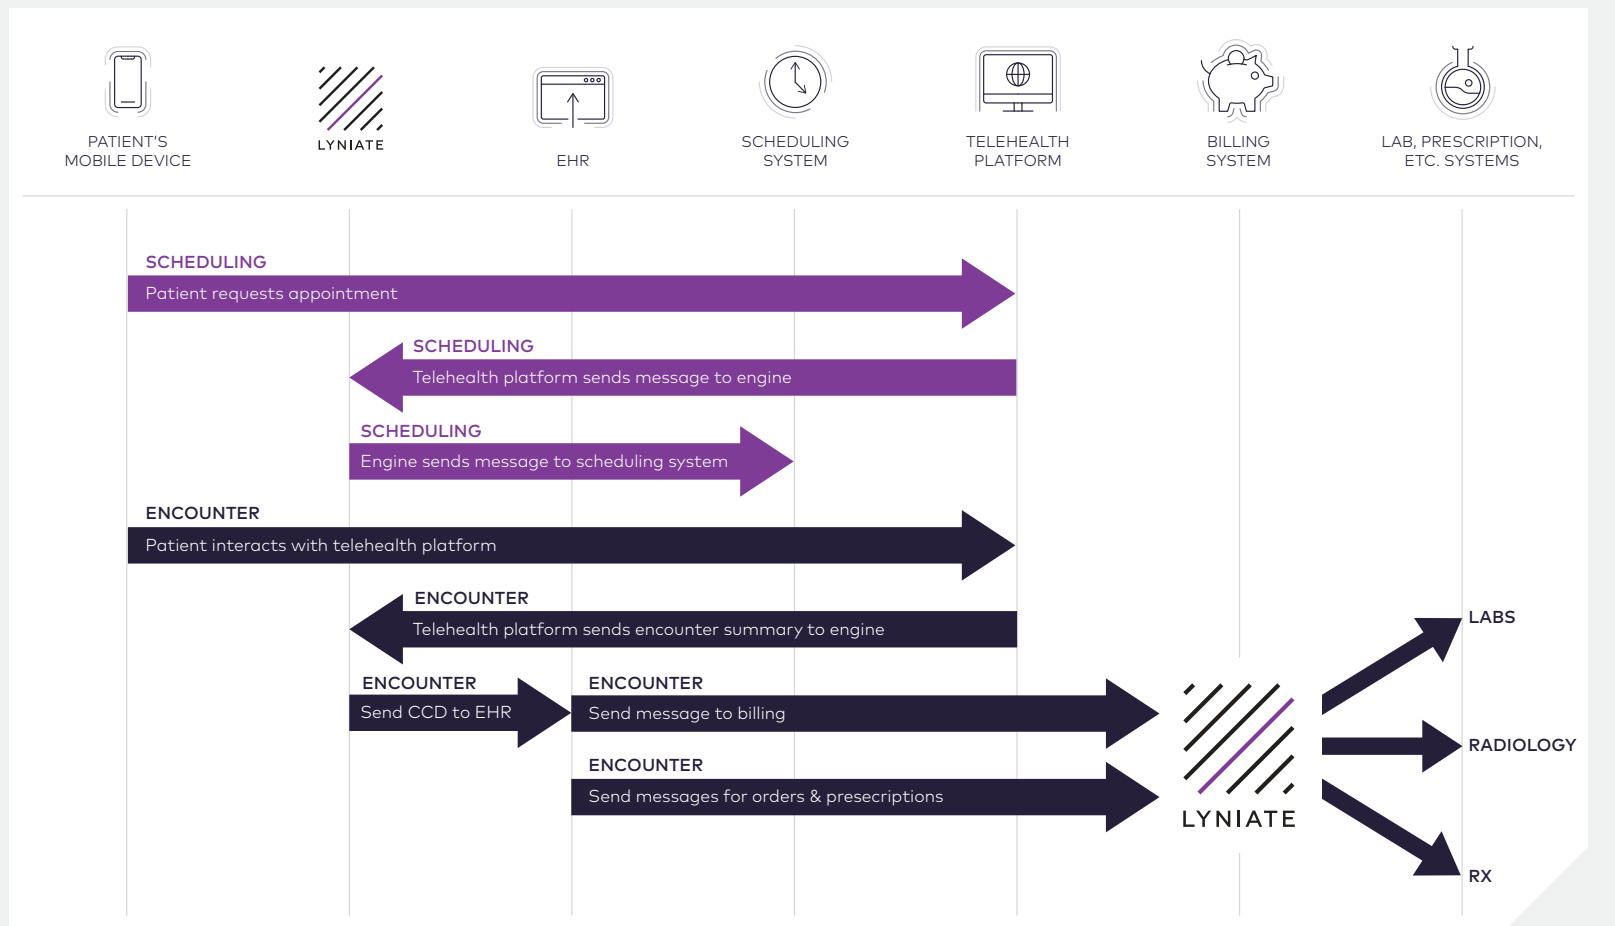 PATIENT'S
MOBILE DEVICE
LYNIATE
EHR
SCHEDULING
SYSTEM
TELEHEALTH
PLATFORM
BILLING
SYSTEM
LAB, PRESCRIPTION,
ETC. SYSTEMS
SCHEDULING
Patient requests appointment
SCHEDULING
Telehealth platform sends message to engine
SCHEDULING
Engine sends message to scheduling system
ENCOUNTER
Patient interacts with telehealth platform
ENCOUNTER
Telehealth platform sends encounter summary to engine
ENCOUNTER
Send CCD to EHR
ENCOUNTER
Send message to billing
ENCOUNTER
Send messages for orders & presecriptions
LYNIATE
LABS
RADIOLOGY
RX